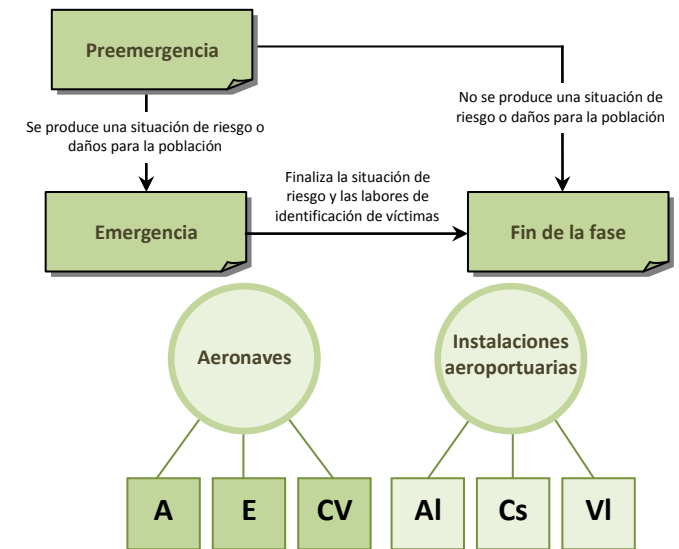 Preemergencia
No se produce una situación de
riesgo o daños para la población
Se produce una situación de riesgo o
daños para la población
Finaliza la situación de
riesgo y las labores de
identificación de víctimas
Emergencia
Fin de la fase
Aeronaves
Instalaciones
aeroportuarias
A
E
CV
Al
Cs
Vl